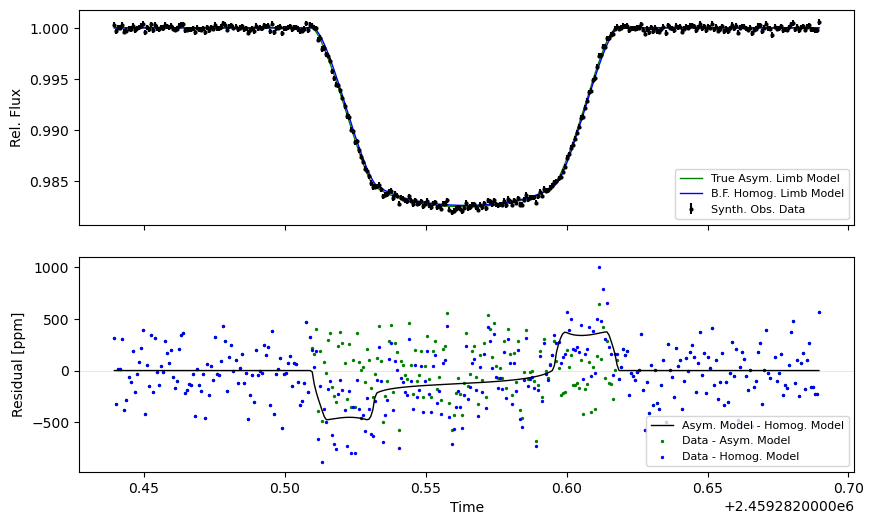 1.000
0.995
0.990
0.985
Rel. Flux
True Asym. Limb Model
B.F. Homog. Limb Model
Synth. Obs. Data
1000
500
0
−500
Residual [ppm]
Asym. Model - Homog. Model
Data - Asym. Model
Data - Homog. Model
0.45 0.50 0.55 0.60 0.65 0.70
Time
+2.4592820000e6